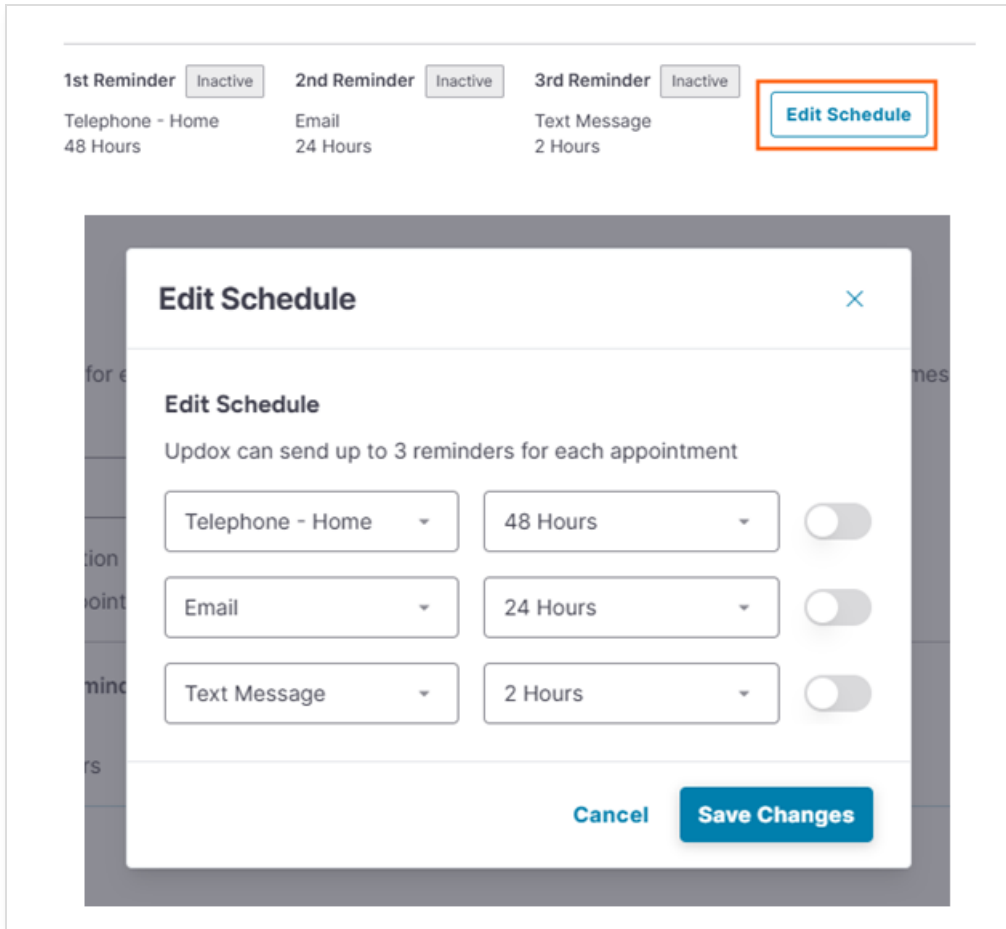 1st Reminder Inactive 2nd Reminder Inactive 3rd Reminder Inactive
Edit Schedule
Telephone - Home Email Text Message
48 Hours 24 Hours 2 Hours
Edit Schedule
for
Edit Schedule
Updox can send up to 3 reminders for each appointment
Telephone - Home 48 Hours
Email 24 Hours
Text Message 2 Hours
Cancel Save Changes